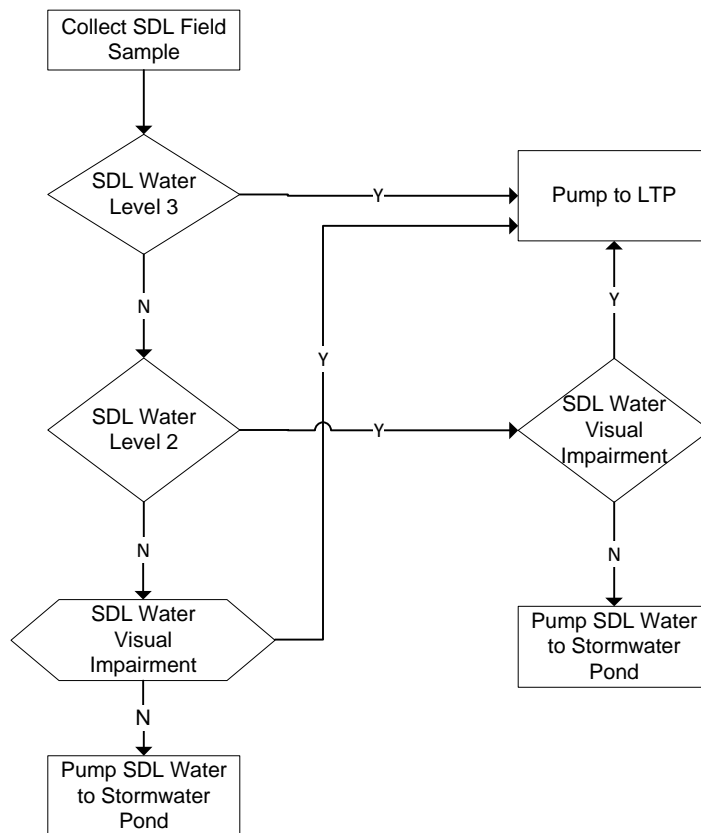 Collect SDL Field
Sample
SDL Water
Level 3
Y
Pump to LTP
N
Y
Y
SDL Water
Level 2
Y
SDL Water
Visual
Impairment
N
N
SDL Water
Visual
Impairment
Pump SDL Water
to Stormwater
Pond
N
Pump SDL Water
to Stormwater
Pond